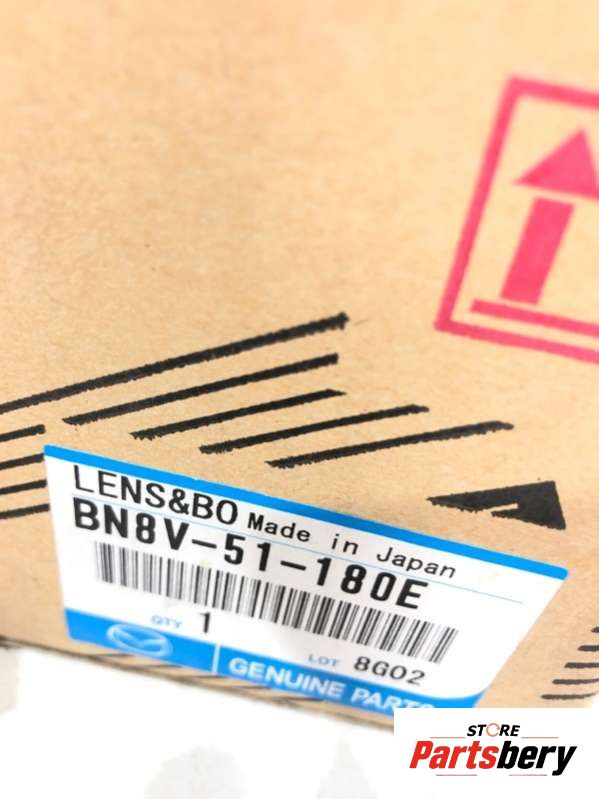 LENS&BO Made in Japan
BN8V-51-180E
QTY 1
LOT 8G02
GENUINE PARTS
STORE
Partsbery